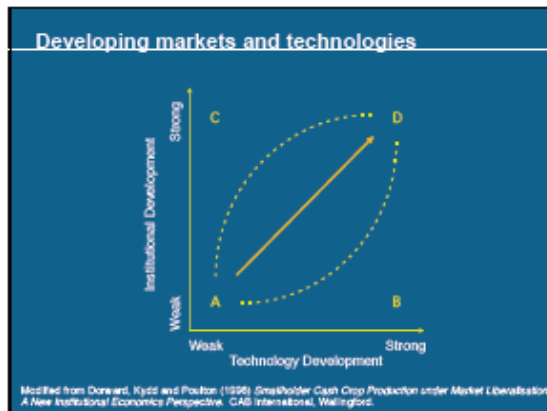 Developing markets and technologies
Strong
C
D
Institutional Development
Weak
A
B
Weak
Strong
Technology Development
Modified from Dorward, Kydd and Poulton (1998) Smallholder Cash Crop Production under Market Liberalisation
A New Institutional Economics Perspective. CAB International, Wallingford.